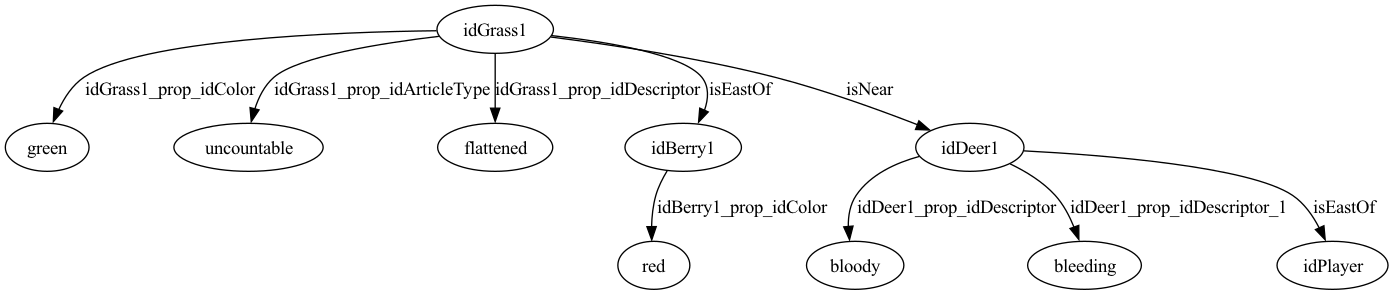 idGrass1
idGrass1_prop_idColor
idGrass1_prop_idArticleType
idGrass1_prop_idDescriptor
isEastOf
isNear
green
uncountable
flattened
idBerry1
idDeer1
idBerry1_prop_idColor
idDeer1_prop_idDescriptor
idDeer1_prop_idDescriptor_1
isEastOf
red
bloody
bleeding
idPlayer